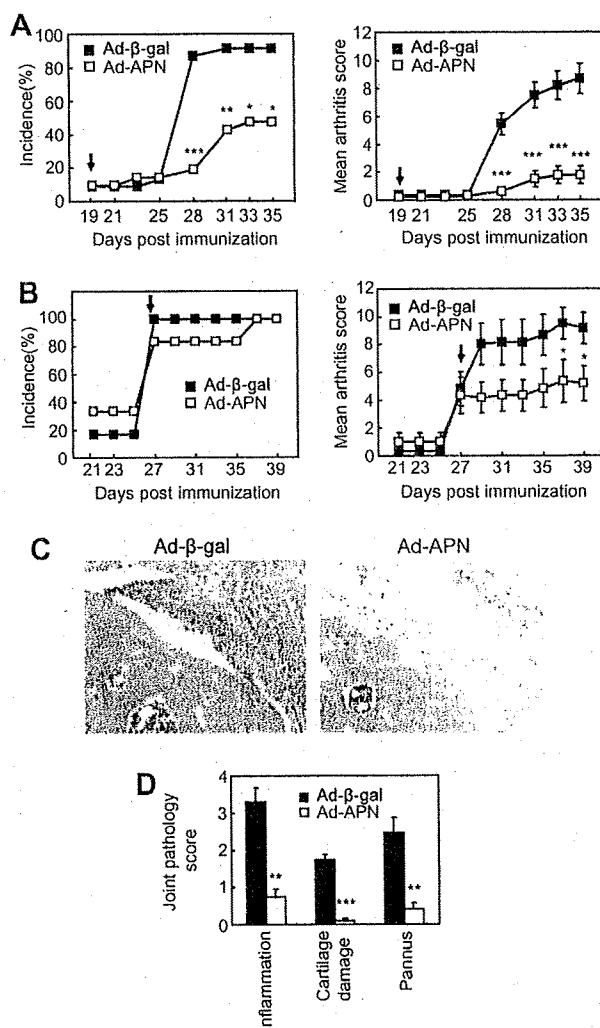 A
Ad-β-gal
Ad-APN
Incidence(%)
100
80
60
40
20
0
***
**
*
*
19 21 25 28 31 33 35
Days post immunization
Ad-β-gal
Ad-APN
Mean arthritis score
12
10
8
6
4
2
0
***
***
***
***
19 21 25 28 31 33 35
Days post immunization
B
Incidence(%)
100
80
60
40
20
0
Ad-β-gal
Ad-APN
21 23 27 31 35 39
Days post immunization
Ad-β-gal
Ad-APN
Mean arthritis score
12
10
8
6
4
2
0
*
*
21 23 27 31 35 39
Days post immunization
C
Ad-β-gal
Ad-APN
D
Ad-β-gal
Ad-APN
Joint pathology
score
4
3
2
1
0
**
***
**
nflammation
Cartilage
damage
Pannus